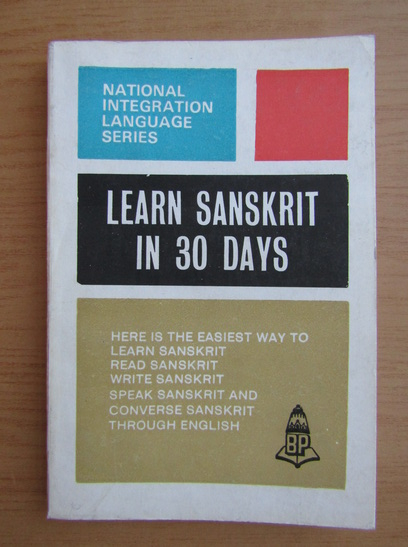 NATIONAL
INTEGRATION
LANGUAGE
SERIES
LEARN SANSKRIT
IN 30 DAYS
HERE IS THE EASIEST WAY TO
LEARN SANSKRIT
READ SANSKRIT
WRITE SANSKRIT
SPEAK SANSKRIT AND
CONVERSE SANSKRIT
THROUGH ENGLISH
BP